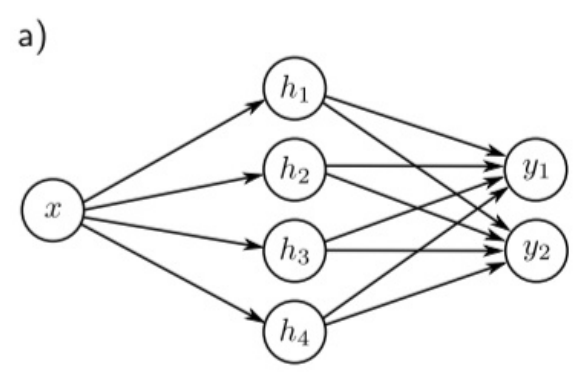 a)
x
h₁
h₂
h₃
h₄
y₁
y₂